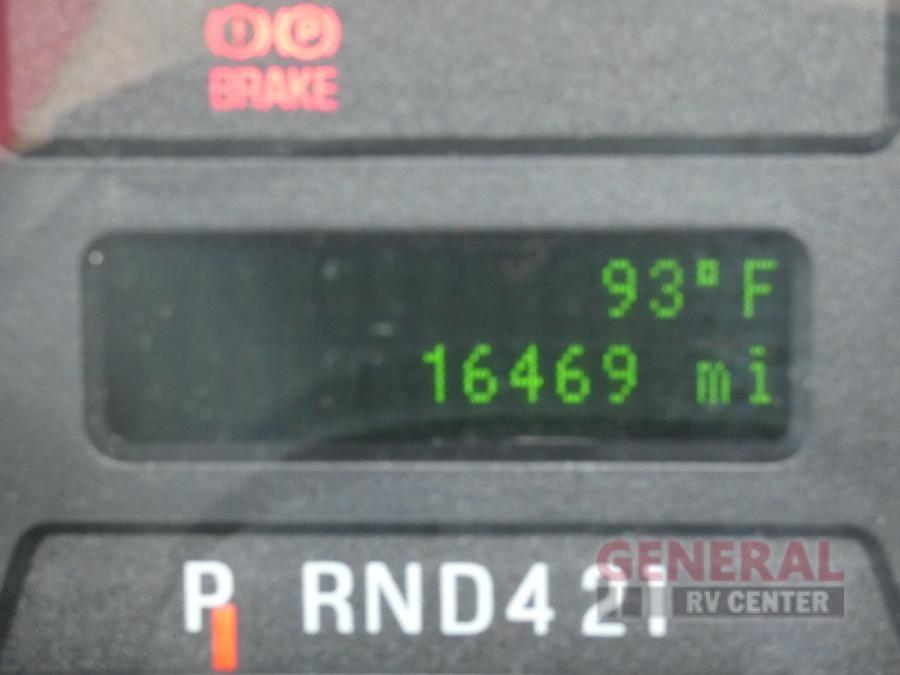 BRAKE
93°F
16469 mi
P RND421
GENERAL
RV CENTER